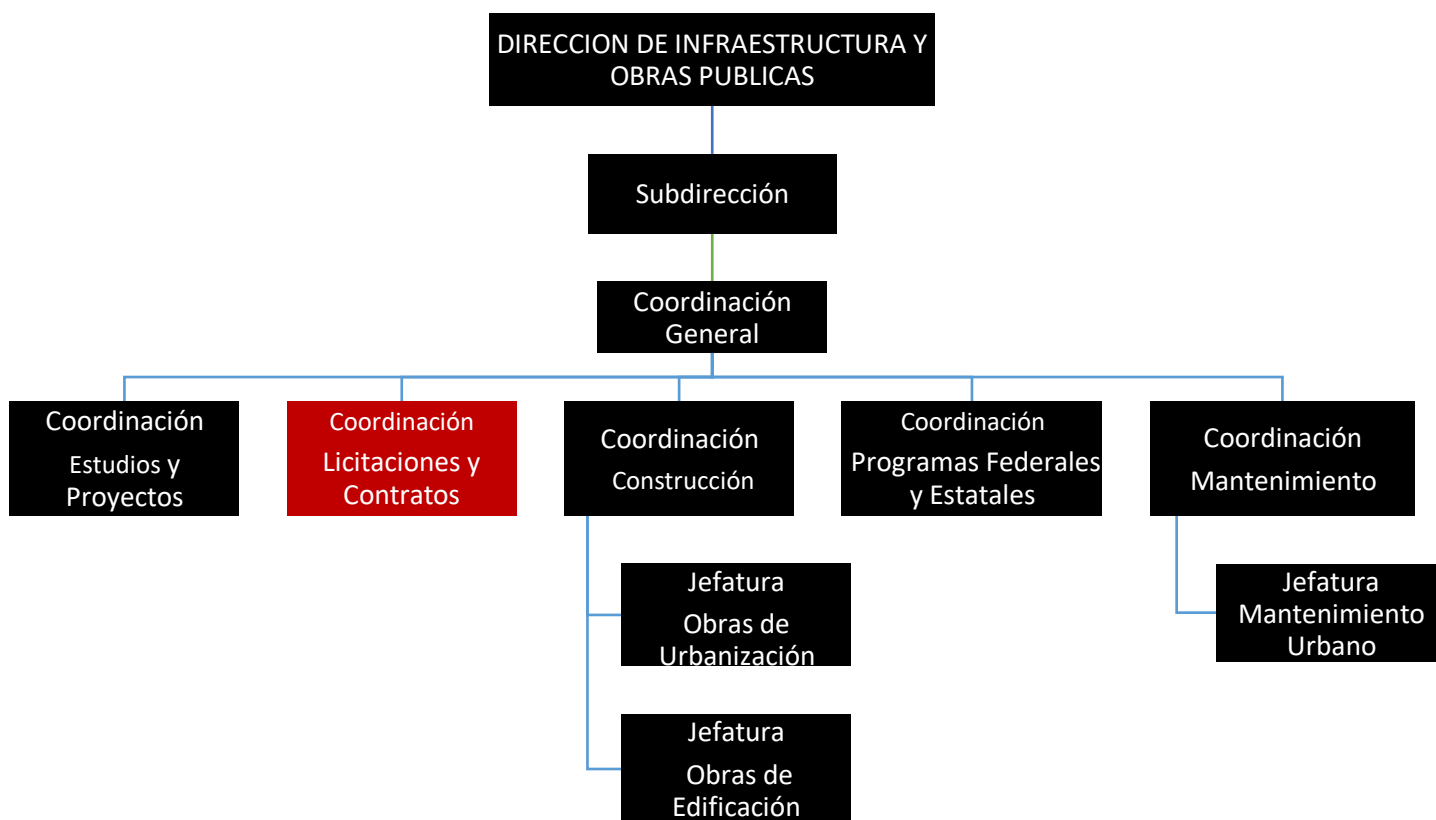 DIRECCION DE INFRAESTRUCTURA Y
OBRAS PUBLICAS
Subdirección
Coordinación
General
Coordinación
Estudios y
Proyectos
Coordinación
Licitaciones y
Contratos
Coordinación
Construcción
Coordinación
Programas Federales
y Estatales
Coordinación
Mantenimiento
Jefatura
Obras de
Urbanización
Jefatura
Mantenimiento
Urbano
Jefatura
Obras de
Edificación